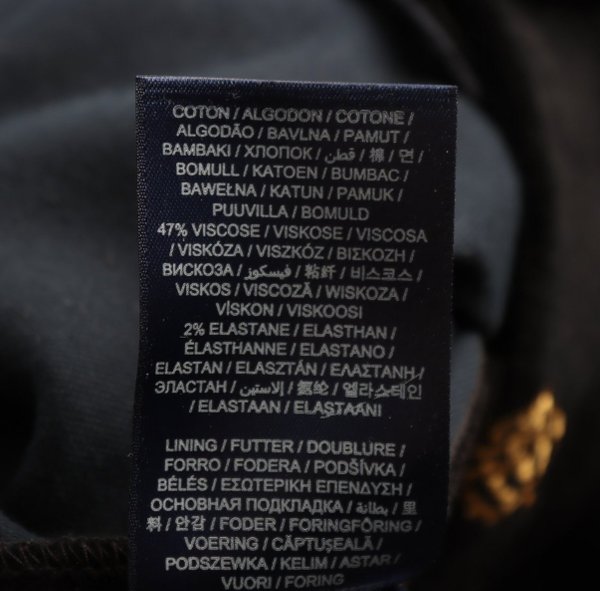 COTON / ALGODON / COTONE /
ALGODÃO / BAVLNA / PAMUT /
BAMBAKI / ХЛОПОК / قطن / 棉 / 면 /
BOMULL / KATOEN / BUMBAC /
BAWEŁNA / KATUN / PAMUK /
PUUVILLA / BOMULD
47% VISCOSE / VISKOSE / VISCOSA
/ VISKÓZA / VISZKÓZ / ΒΙΣΚΟΖΗ /
ВИСКОЗА / فيسكوز / 粘纤 / 비스코스 /
VISKOS / VISCOZĂ / WISKOZA /
VİSKON / VISKOOSI
2% ELASTANE / ELASTHAN /
ÉLASTHANNE / ELASTANO /
ELASTAN / ELASZTÁN / ΕΛΑΣΤΑΝΗ /
ЭЛАСТАН / الاستين / 氨纶 / 엘라스테인
/ ELASTAAN / ELASTAANI
LINING / FUTTER / DOUBLURE /
FORRO / FODERA / PODŠÍVKA /
BÉLÉS / ΕΣΩΤΕΡΙΚΗ ΕΠΕΝΔΥΣΗ /
ОСНОВНАЯ ПОДКЛАДКА / بطانة / 里
料 / 안감 / FODER / FORINGFÔRING /
VOERING / CĂPTUŞEALĂ /
PODSZEWKA / KELIM / ASTAR /
VUORI / FORING